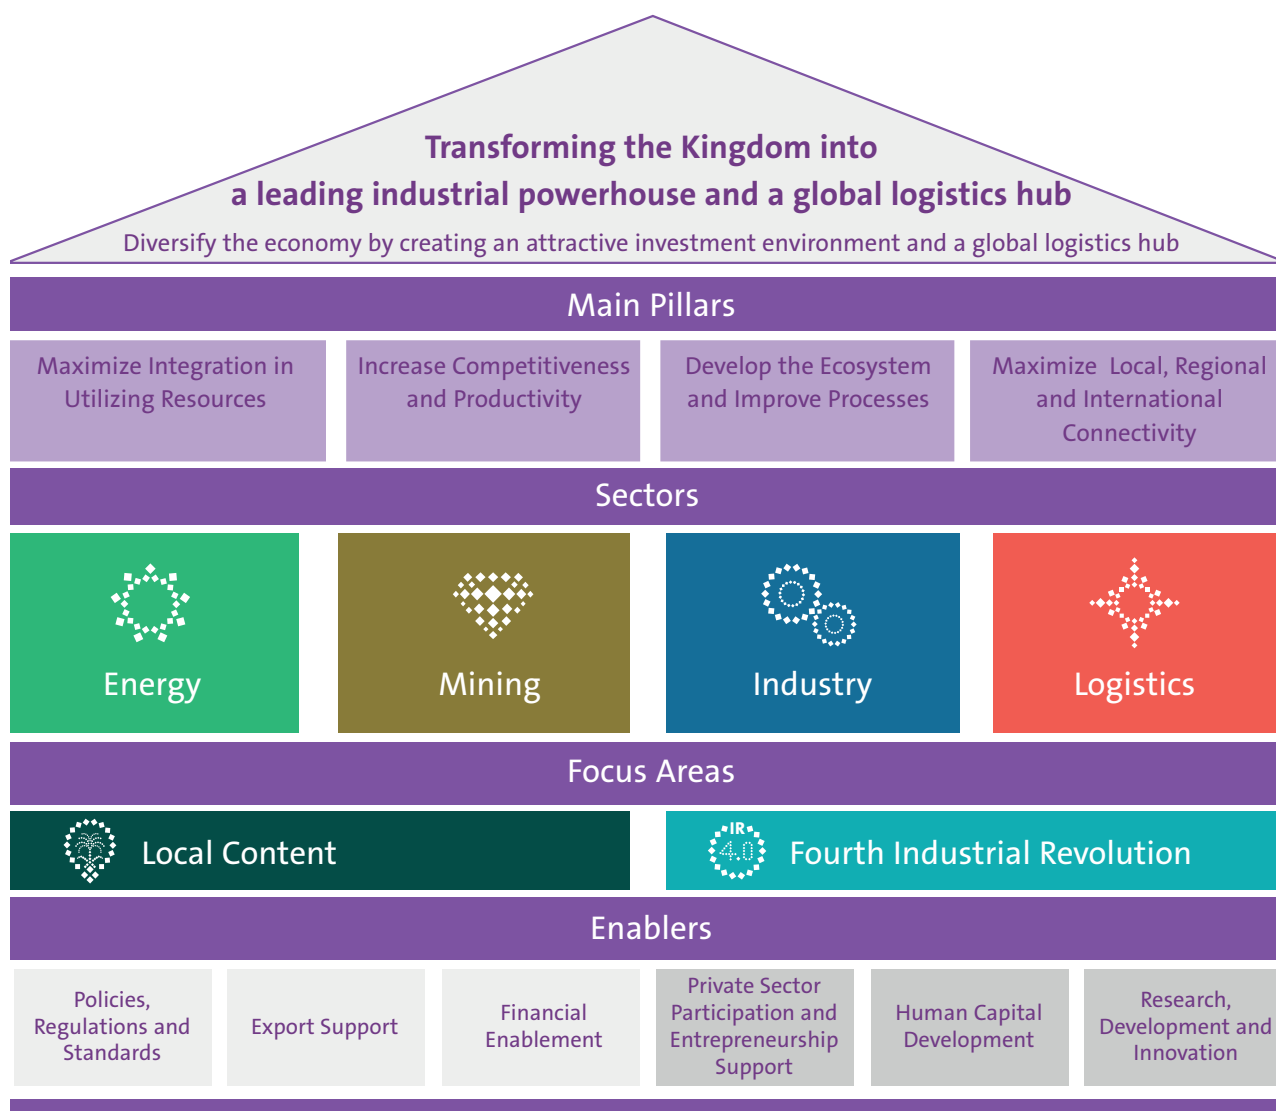 Transforming the Kingdom into
a leading industrial powerhouse and a global logistics hub
Diversify the economy by creating an attractive investment environment and a global logistics hub
Main Pillars
Maximize Integration in
Utilizing Resources
Increase Competitiveness
and Productivity
Develop the Ecosystem
and Improve Processes
Maximize Local, Regional
and International
Connectivity
Sectors
Energy
Mining
Industry
Logistics
Focus Areas
Local Content
IR
4.0
Fourth Industrial Revolution
Enablers
Policies,
Regulations and
Standards
Export Support
Financial
Enablement
Private Sector
Participation and
Entrepreneurship
Support
Human Capital
Development
Research,
Development and
Innovation